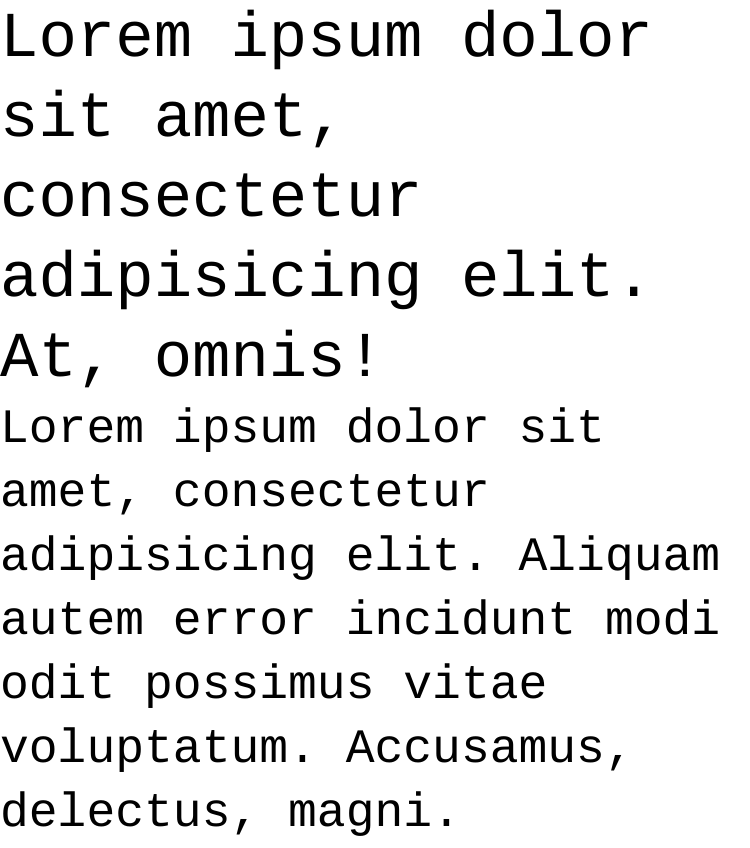 Lorem ipsum dolor
sit amet,
consectetur
adipisicing elit.
At, omnis!
Lorem ipsum dolor sit
amet, consectetur
adipisicing elit. Aliquam
autem error incidunt modi
odit possimus vitae
voluptatum. Accusamus,
delectus, magni.